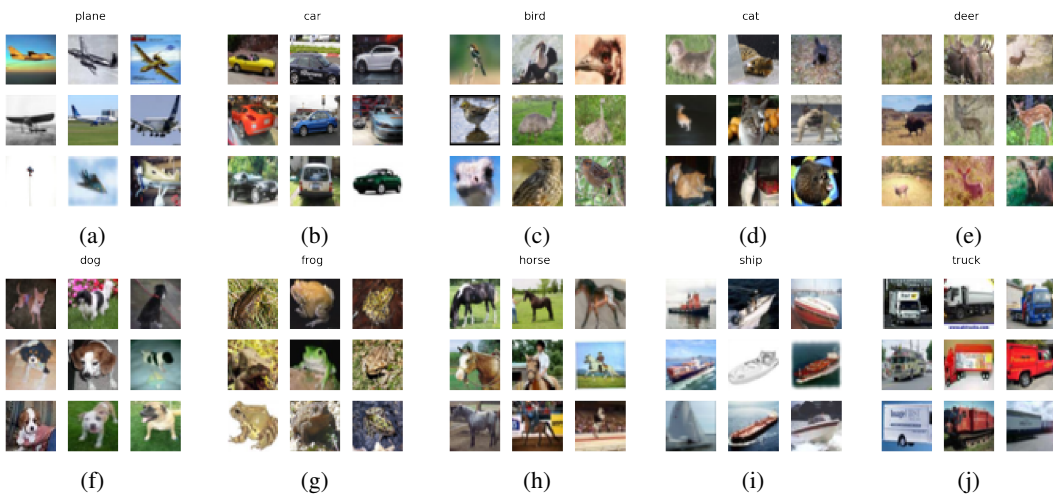 plane car bird cat deer
(a) (b) (c) (d) (e)
dog frog horse ship truck
(f) (g) (h) (i) (j)